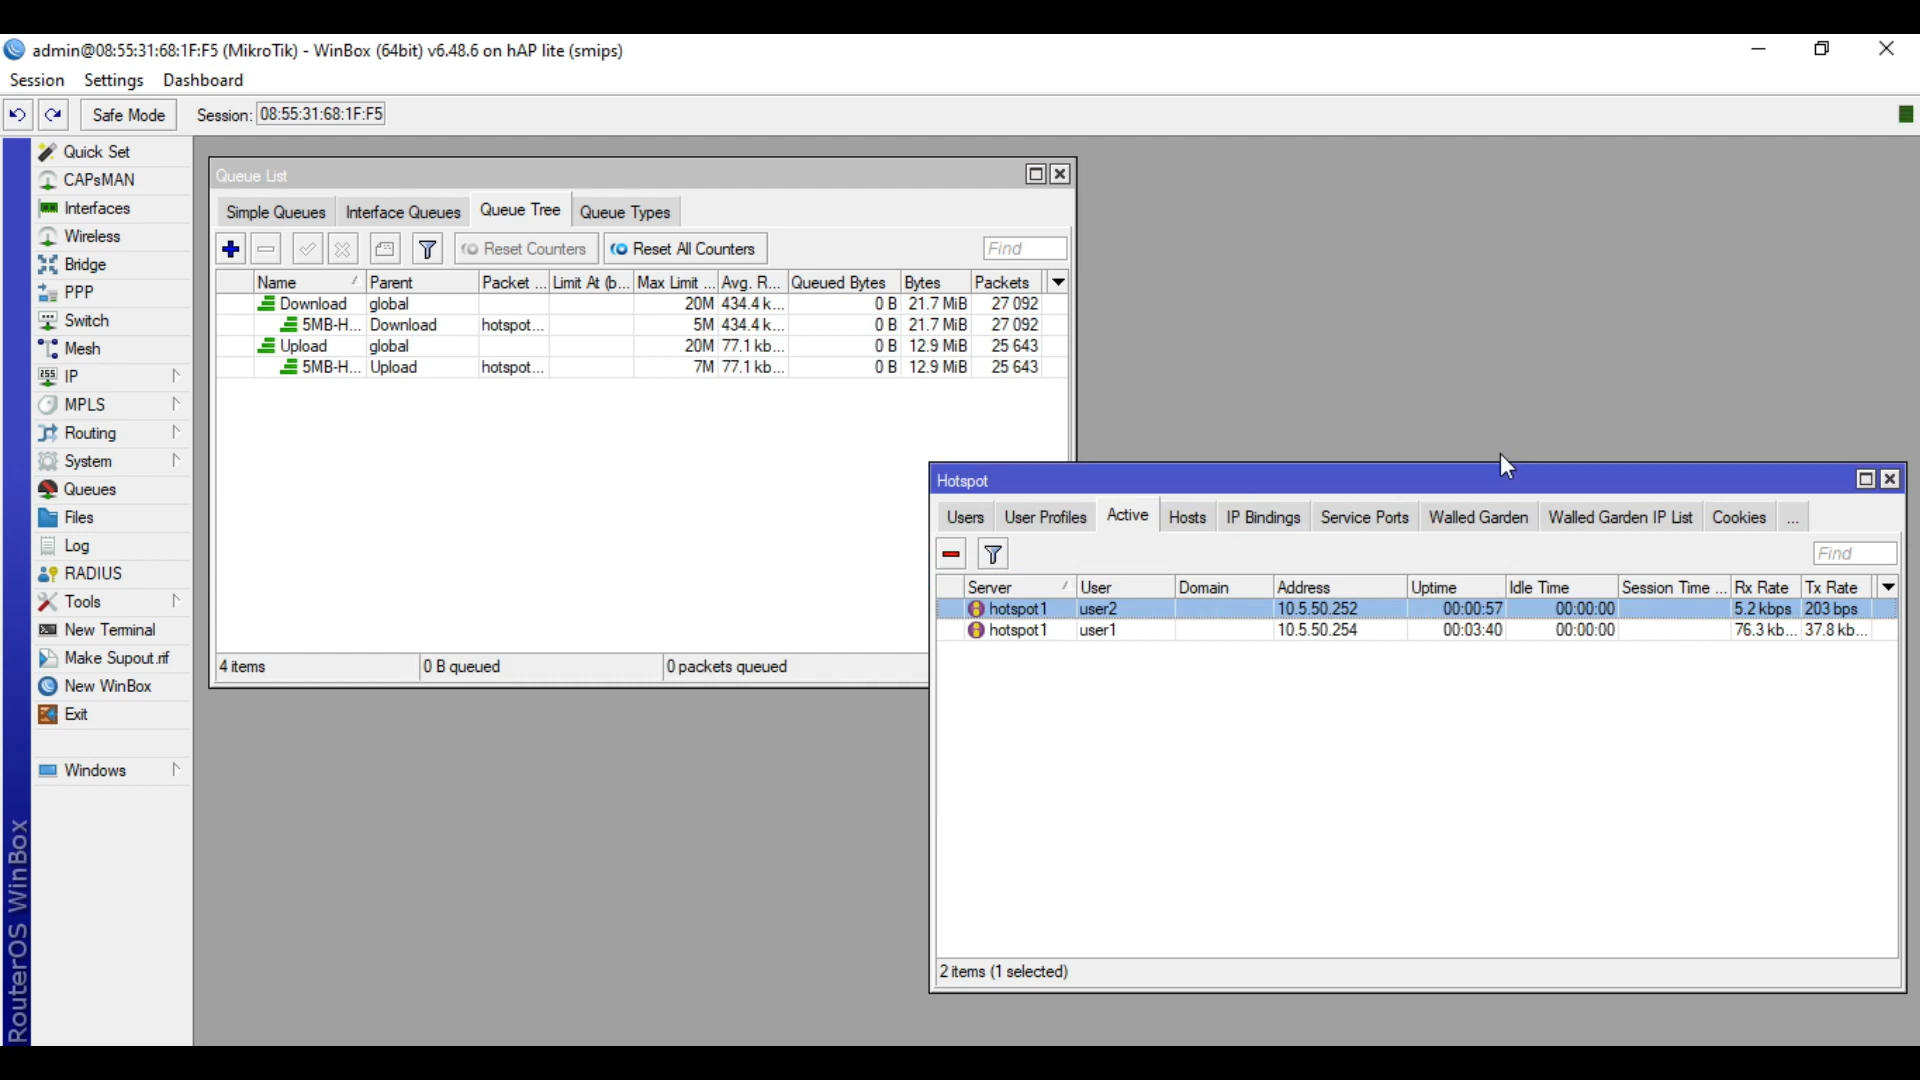 admin@08:55:31:68:1F:F5 (MikroTik) - WinBox (64bit) v6.48.6 on hAP lite (smips)
Session Settings Dashboard
Safe Mode Session: 08:55:31:68:1F:F5
Quick Set
CAPsMAN
Interfaces
Wireless
Bridge
PPP
Switch
Mesh
IP
MPLS
Routing
System
Queues
Files
Log
RADIUS
Tools
New Terminal
Make Supout.rif
New WinBox
Exit
Windows
RouterOS WinBox
Queue List
Simple Queues Interface Queues Queue Tree Queue Types
Reset Counters Reset All Counters Find
Name Parent Packet ... Limit At (b... Max Limit ... Avg. R... Queued Bytes Bytes Packets
Download global 20M 434.4 k... 0 B 21.7 MiB 27 092
5MB-H... Download hotspot... 5M 434.4 k... 0 B 21.7 MiB 27 092
Upload global 20M 77.1 kb... 0 B 12.9 MiB 25 643
5MB-H... Upload hotspot... 7M 77.1 kb... 0 B 12.9 MiB 25 643
4 items 0 B queued 0 packets queued
Hotspot
Users User Profiles Active Hosts IP Bindings Service Ports Walled Garden Walled Garden IP List Cookies ...
Find
Server User Domain Address Uptime Idle Time Session Time ... Rx Rate Tx Rate
hotspot1 user2 10.5.50.252 00:00:57 00:00:00 5.2 kbps 203 bps
hotspot1 user1 10.5.50.254 00:03:40 00:00:00 76.3 kb... 37.8 kb...
2 items (1 selected)